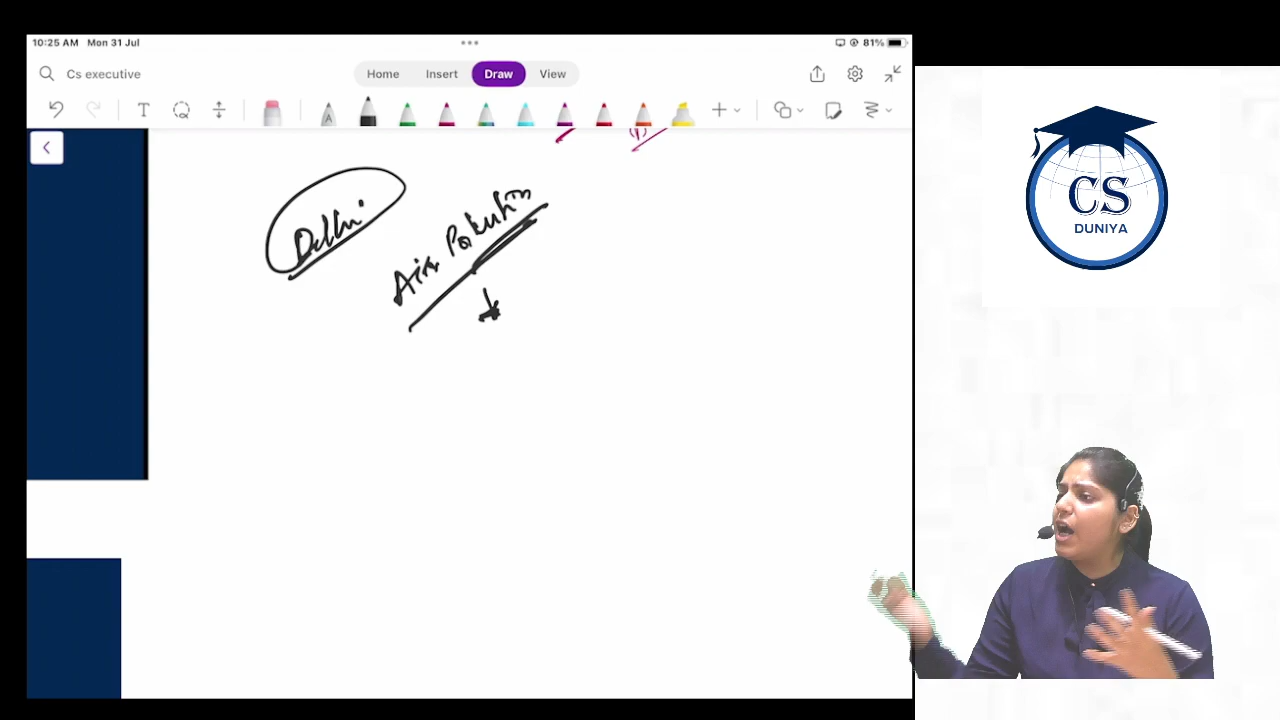 10:25 AM Mon 31 Jul
81%
Cs executive
Home Insert Draw View
T
A
Delhi
Air Pollution
CS
DUNIYA